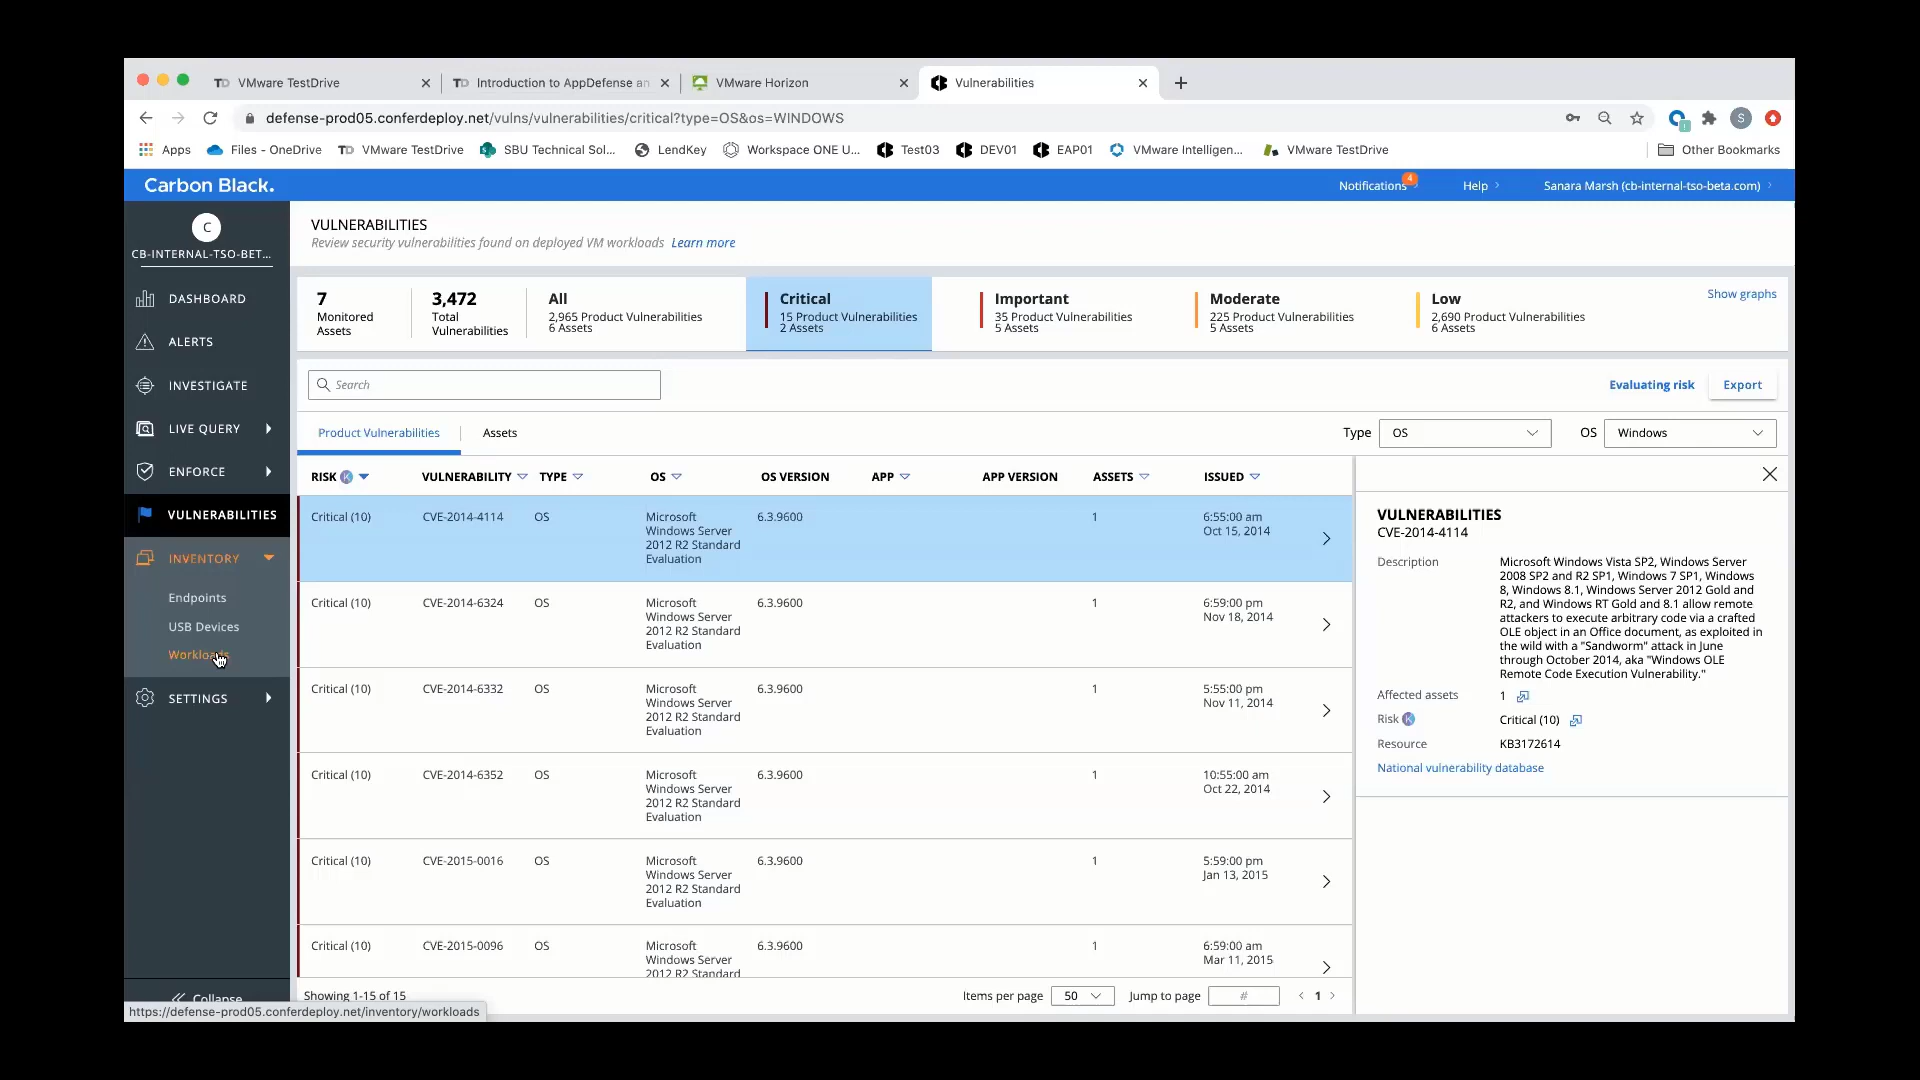 VMware TestDrive
Introduction to AppDefense an
VMware Horizon
Vulnerabilities
defense-prod05.conferdeploy.net/vulns/vulnerabilities/critical?type=OS&os=WINDOWS
S
Apps
Files - OneDrive
VMware TestDrive
SBU Technical Sol...
LendKey
Workspace ONE U...
Test03
DEV01
EAP01
VMware Intelligen...
VMware TestDrive
Other Bookmarks
Carbon Black.
Notifications 4
Help
Sanara Marsh (cb-internal-tso-beta.com)
C
CB-INTERNAL-TSO-BET...
DASHBOARD
ALERTS
INVESTIGATE
LIVE QUERY
ENFORCE
VULNERABILITIES
INVENTORY
Endpoints
USB Devices
Workloads
SETTINGS
Collapse
https://defense-prod05.conferdeploy.net/inventory/workloads
VULNERABILITIES
Review security vulnerabilities found on deployed VM workloads Learn more
7
Monitored
Assets
3,472
Total
Vulnerabilities
All
2,965 Product Vulnerabilities
6 Assets
Critical
15 Product Vulnerabilities
2 Assets
Important
35 Product Vulnerabilities
5 Assets
Moderate
225 Product Vulnerabilities
5 Assets
Low
2,690 Product Vulnerabilities
6 Assets
Show graphs
Search
Evaluating risk
Export
Product Vulnerabilities
Assets
Type
OS
OS
Windows
RISK K VULNERABILITY TYPE OS OS VERSION APP APP VERSION ASSETS ISSUED
Critical (10) CVE-2014-4114 OS Microsoft 6.3.9600 1 6:55:00 am
Windows Server Oct 15, 2014
2012 R2 Standard
Evaluation
Critical (10) CVE-2014-6324 OS Microsoft 6.3.9600 1 6:59:00 pm
Windows Server Nov 18, 2014
2012 R2 Standard
Evaluation
Critical (10) CVE-2014-6332 OS Microsoft 6.3.9600 1 5:55:00 pm
Windows Server Nov 11, 2014
2012 R2 Standard
Evaluation
Critical (10) CVE-2014-6352 OS Microsoft 6.3.9600 1 10:55:00 am
Windows Server Oct 22, 2014
2012 R2 Standard
Evaluation
Critical (10) CVE-2015-0016 OS Microsoft 6.3.9600 1 5:59:00 pm
Windows Server Jan 13, 2015
2012 R2 Standard
Evaluation
Critical (10) CVE-2015-0096 OS Microsoft 6.3.9600 1 6:59:00 am
Windows Server Mar 11, 2015
2012 R2 Standard
Showing 1-15 of 15
Items per page 50
Jump to page #
1
VULNERABILITIES
CVE-2014-4114
Description
Microsoft Windows Vista SP2, Windows Server
2008 SP2 and R2 SP1, Windows 7 SP1, Windows
8, Windows 8.1, Windows Server 2012 Gold and
R2, and Windows RT Gold and 8.1 allow remote
attackers to execute arbitrary code via a crafted
OLE object in an Office document, as exploited in
the wild with a "Sandworm" attack in June
through October 2014, aka "Windows OLE
Remote Code Execution Vulnerability."
Affected assets 1
Risk K Critical (10)
Resource KB3172614
National vulnerability database